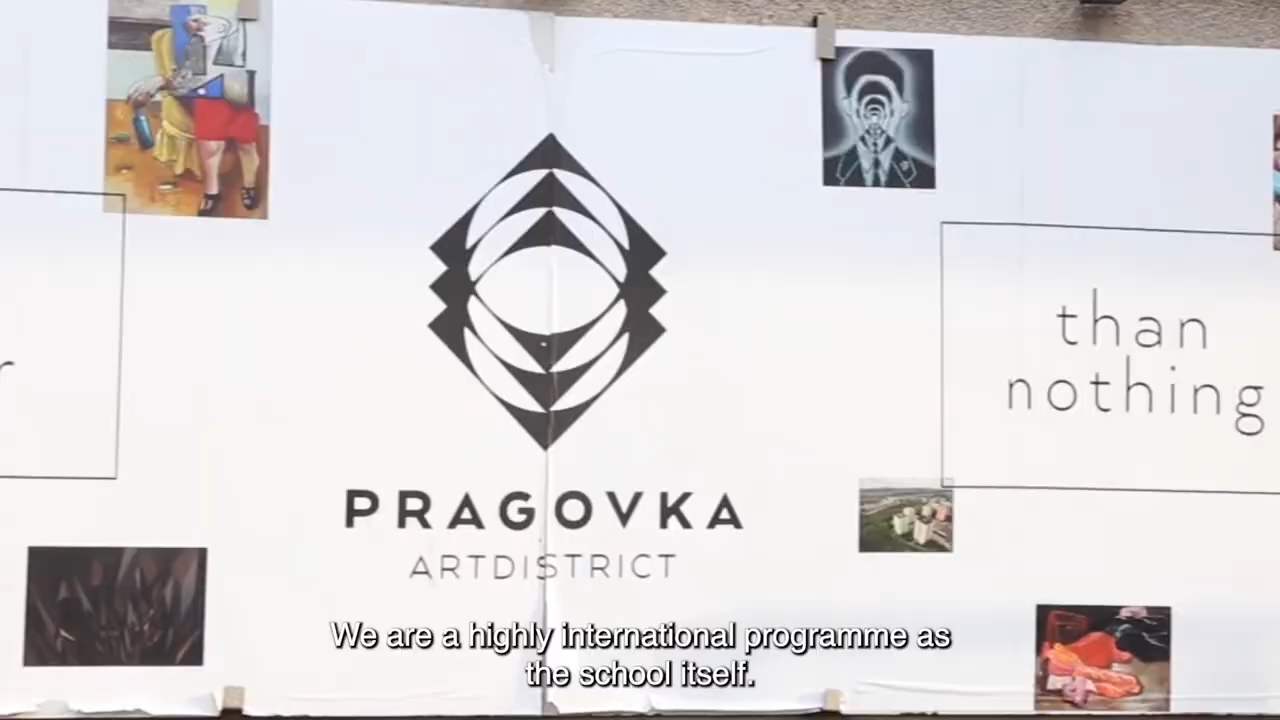 than
nothing
PRAGOVKA
ARTDISTRICT
We are a highly international programme as
the school itself.